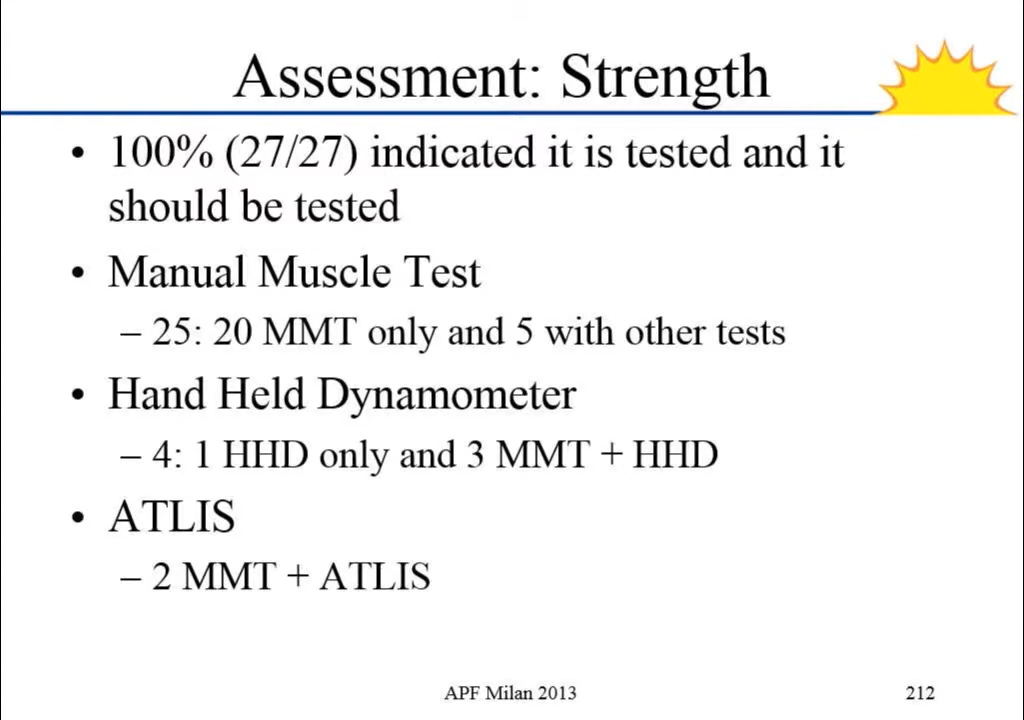 Assessment: Strength
• 100% (27/27) indicated it is tested and it
should be tested
• Manual Muscle Test
– 25: 20 MMT only and 5 with other tests
• Hand Held Dynamometer
– 4: 1 HHD only and 3 MMT + HHD
• ATLIS
– 2 MMT + ATLIS
APF Milan 2013
212